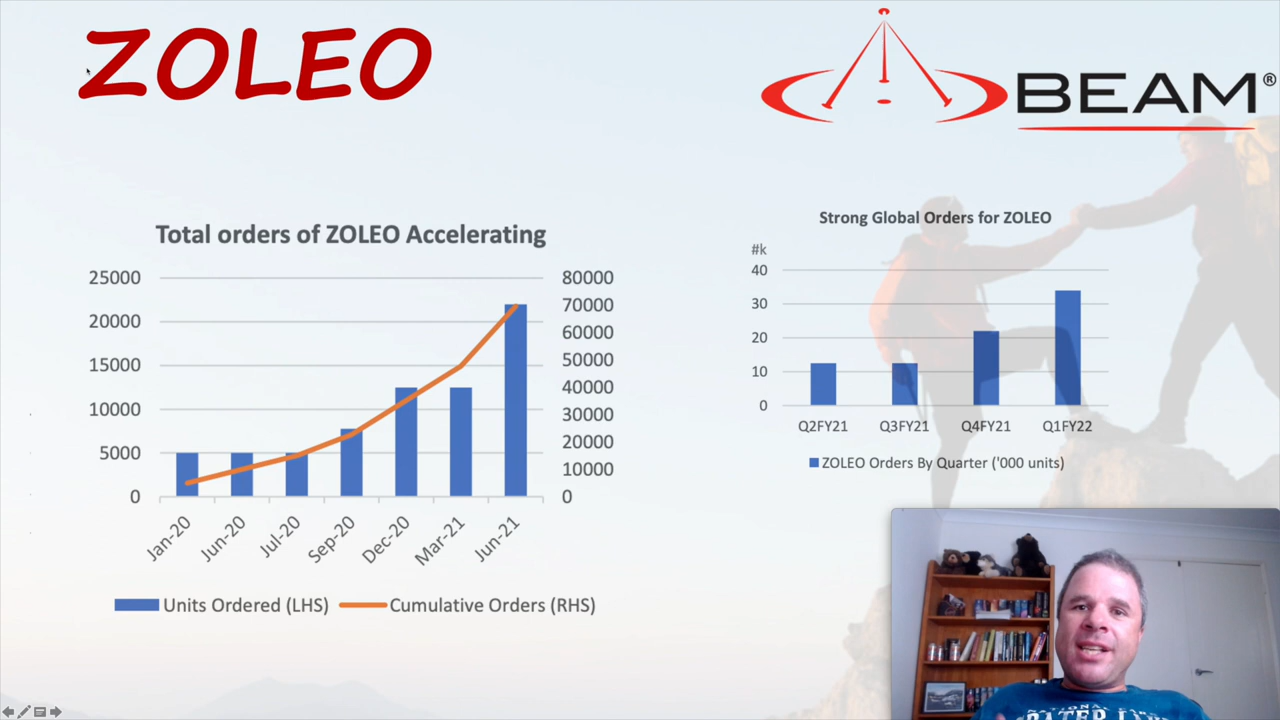 ZOLEO
BEAM®
Total orders of ZOLEO Accelerating
25000
20000
15000
10000
5000
0
80000
70000
60000
50000
40000
30000
20000
10000
0
Jan-20
Jun-20
Jul-20
Sep-20
Dec-20
Mar-21
Jun-21
Units Ordered (LHS)
Cumulative Orders (RHS)
Strong Global Orders for ZOLEO
#k
40
30
20
10
0
Q2FY21
Q3FY21
Q4FY21
Q1FY22
ZOLEO Orders By Quarter ('000 units)